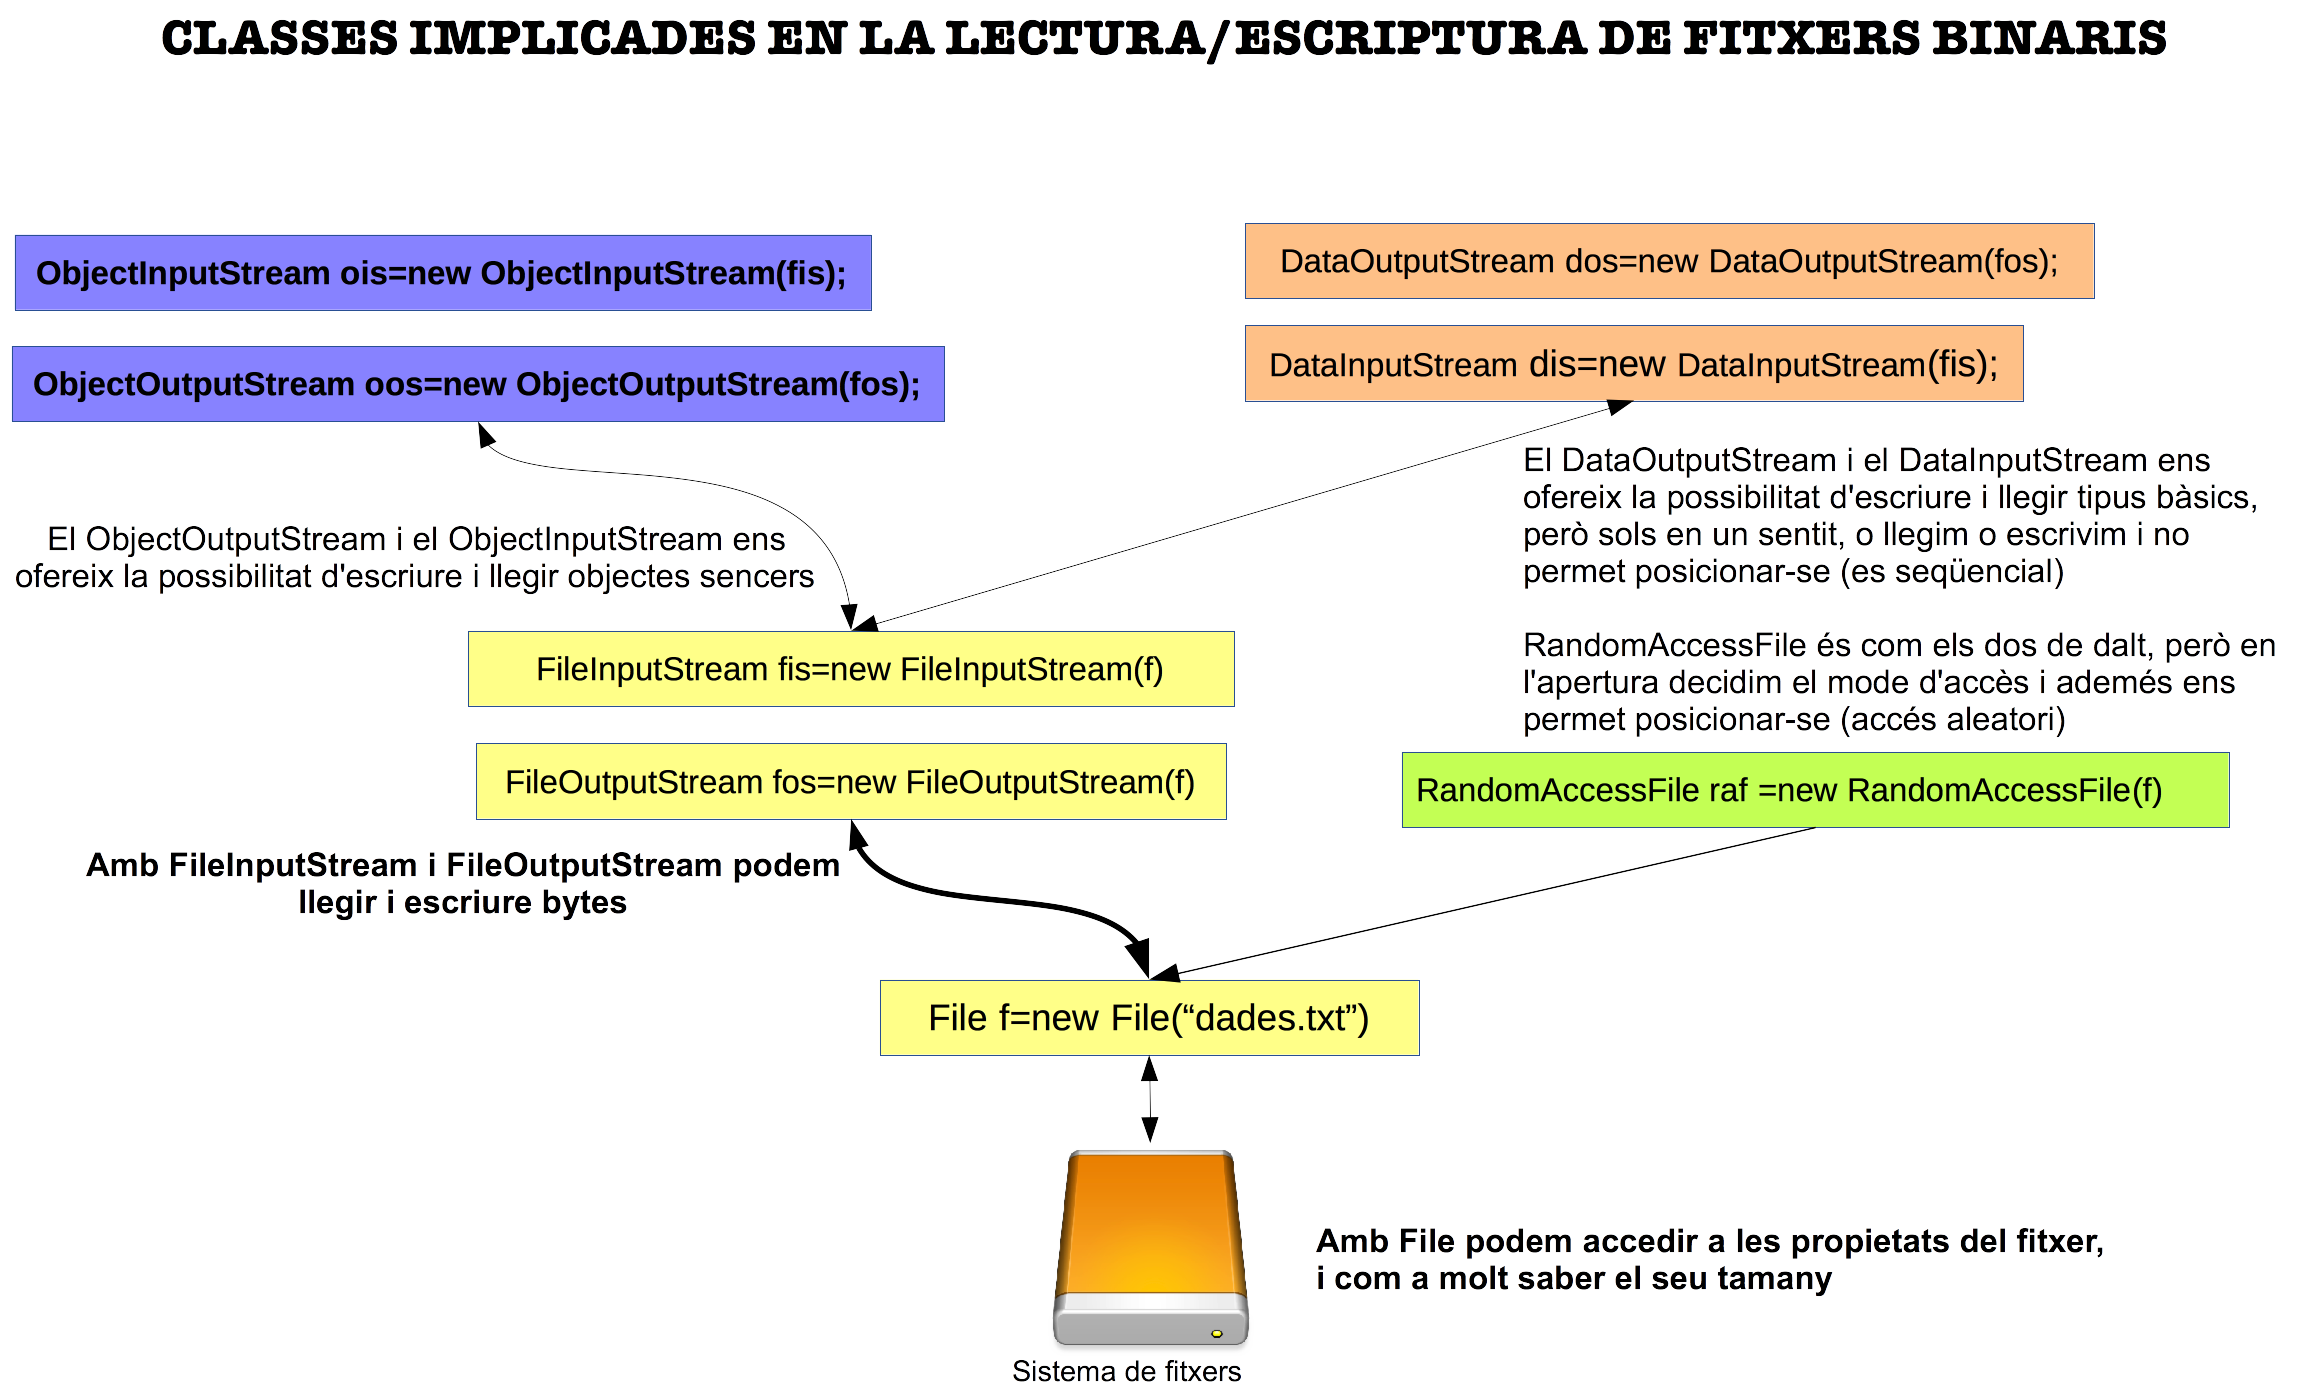 CLASSES IMPLICADES EN LA LECTURA/ESCRIPTURA DE FITXERS BINARIS
ObjectInputStream ois=new ObjectInputStream(fis);
ObjectOutputStream oos=new ObjectOutputStream(fos);
DataOutputStream dos=new DataOutputStream(fos);
DataInputStream dis=new DataInputStream(fis);
El ObjectOutputStream i el ObjectInputStream ens
ofereix la possibilitat d'escriure i llegir objectes sencers
El DataOutputStream i el DataInputStream ens
ofereix la possibilitat d'escriure i llegir tipus bàsics,
però sols en un sentit, o llegim o escrivim i no
permet posicionar-se (es seqüencial)
RandomAccessFile és com els dos de dalt, però en
l'apertura decidim el mode d'accès iademés ens
permet posicionar-se (accés aleatori)
FileInputStream fis=new FileInputStream(f)
FileOutputStream fos=new FileOutputStream(f)
RandomAccessFile raf =new RandomAccessFile(f)
Amb FileInputStream i FileOutputStream podem
llegir i escriure bytes
File f=new File(“dades.txt”)
Amb File podem accedir a les propietats del fitxer,
i com a molt saber el seu tamany
Sistema de fitxers